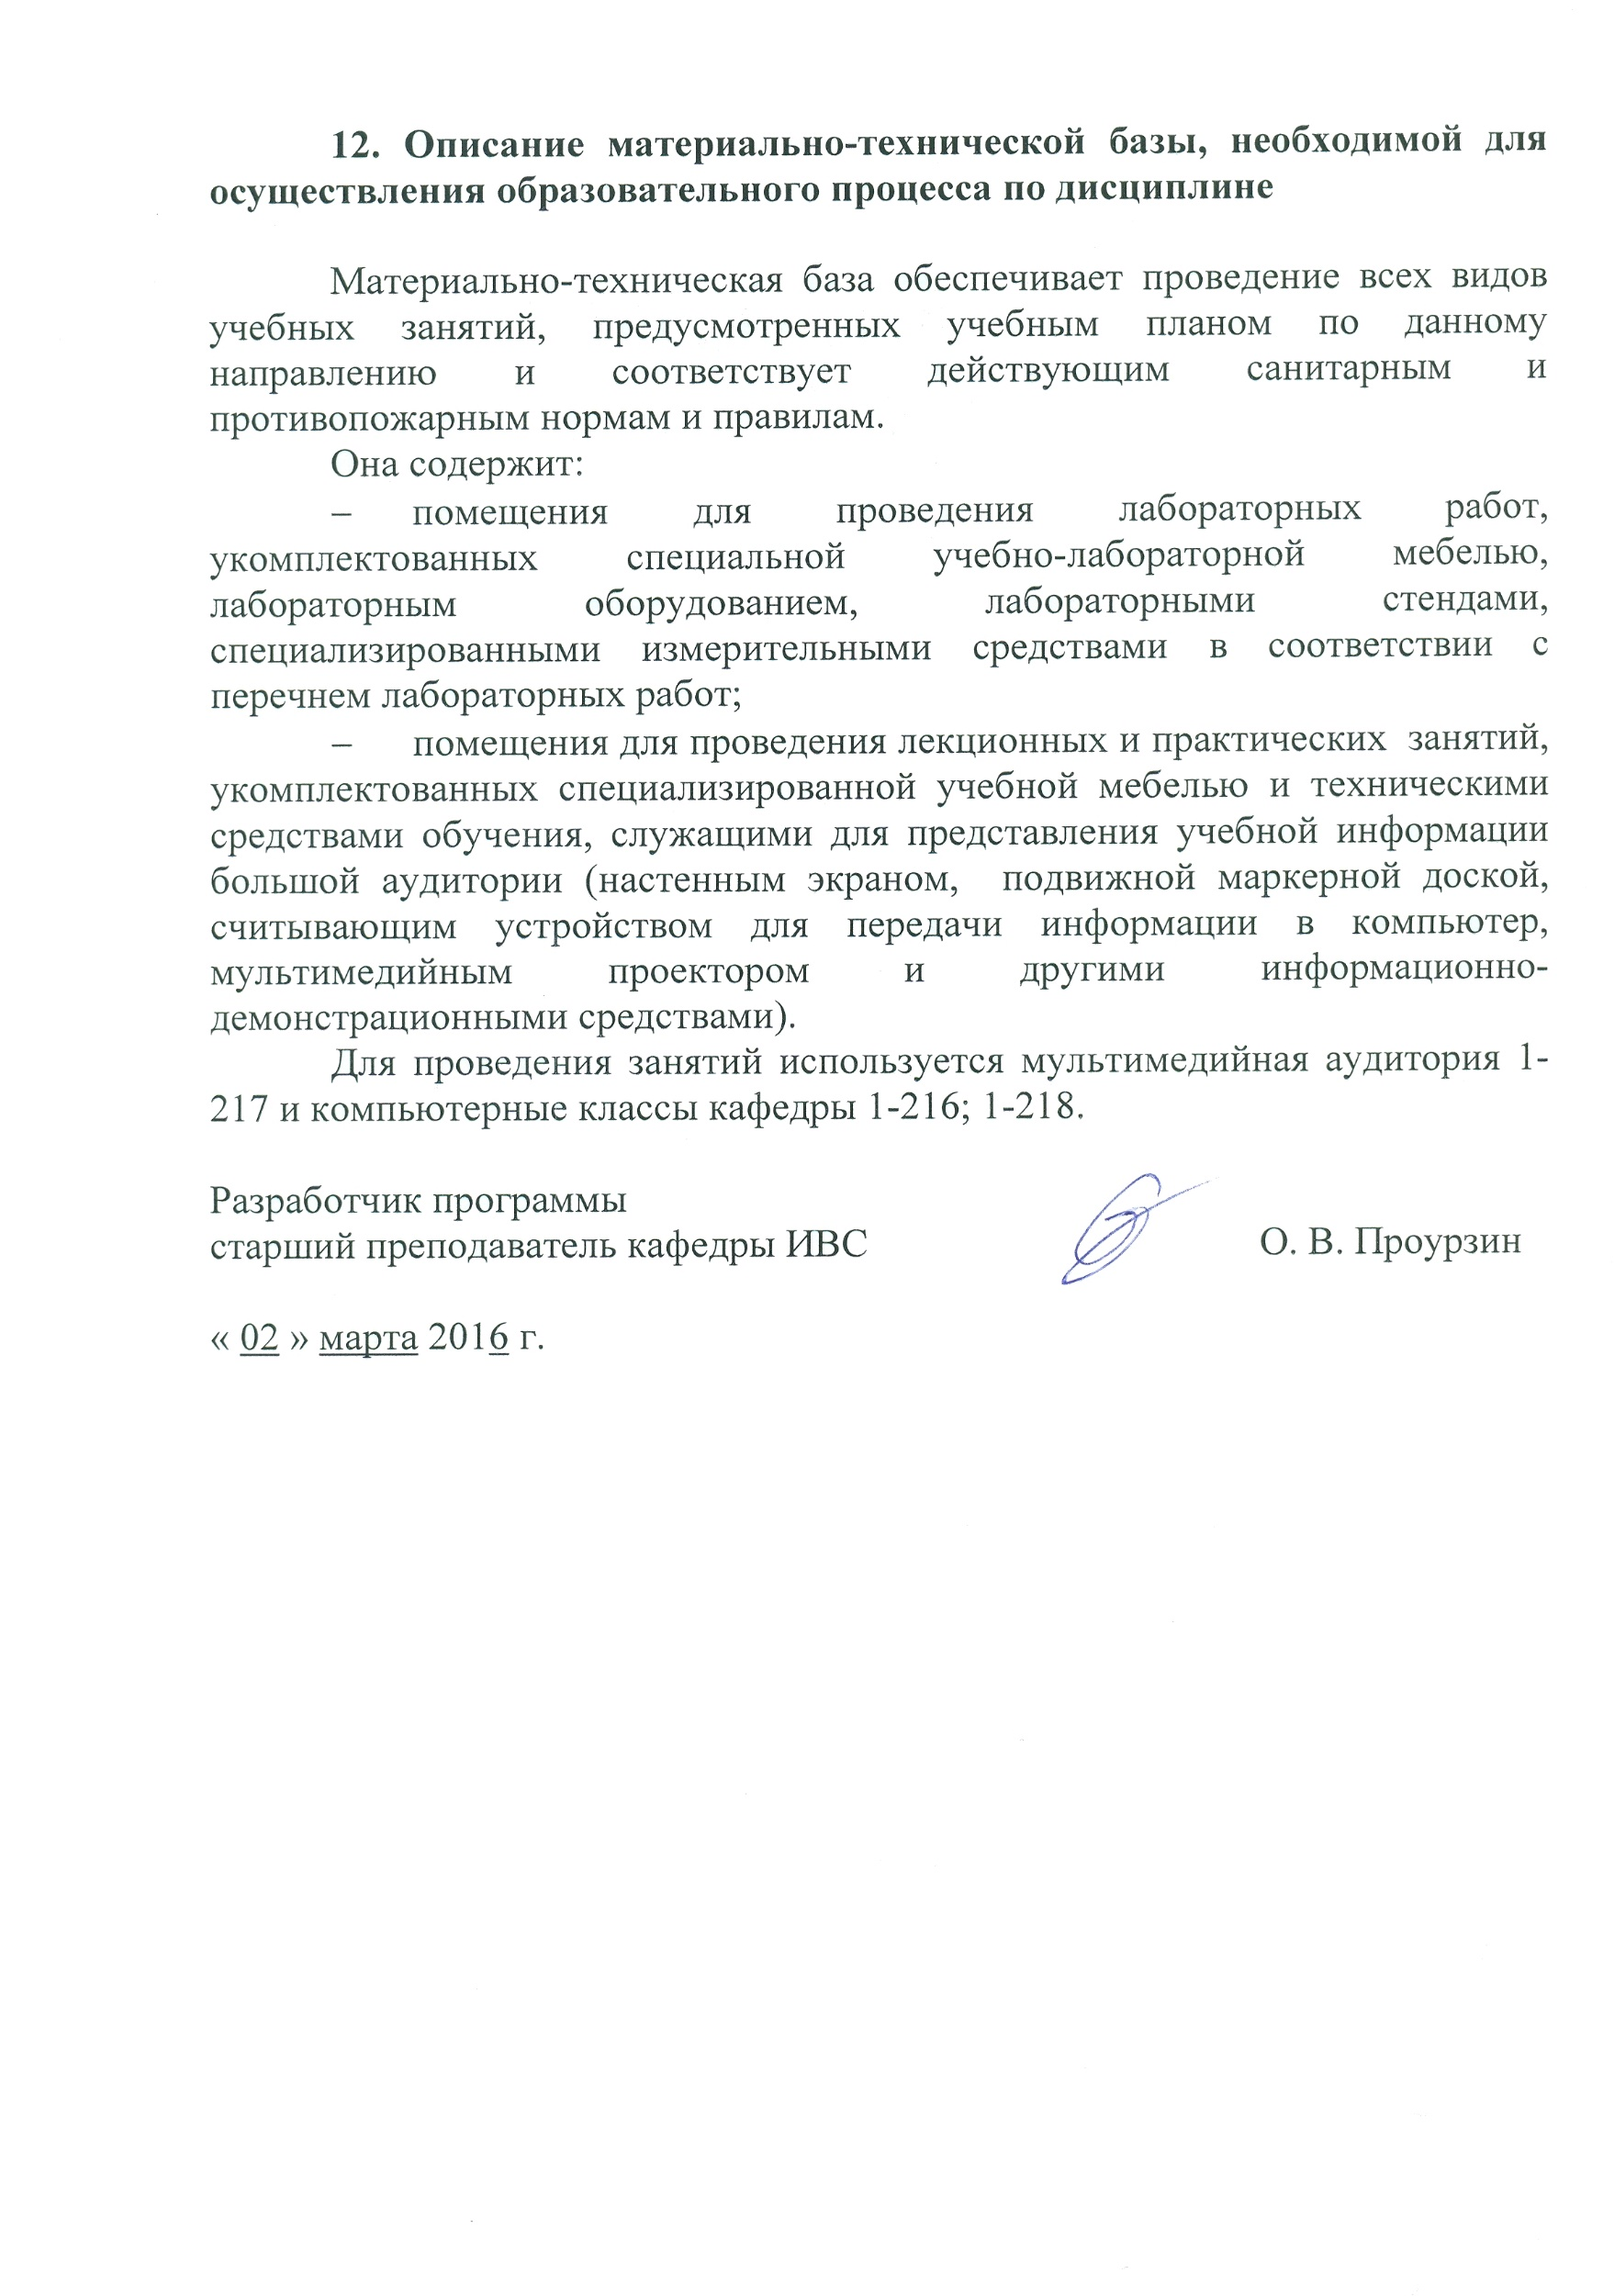 12. Описание материально-технической базы, необходимой для
осуществления образовательного процесса по дисциплине
Материально-техническая база обеспечивает проведение всех видов
учебных занятий, предусмотренных учебным планом по данному
направлению и соответствует действующим санитарным и
противопожарным нормам и правилам.
Она содержит:
– помещения для проведения лабораторных работ,
укомплектованных специальной учебно-лабораторной мебелью,
лабораторным оборудованием, лабораторными стендами,
специализированными измерительными средствами в соответствии с
перечнем лабораторных работ;
– помещения для проведения лекционных и практических занятий,
укомплектованных специализированной учебной мебелью и техническими
средствами обучения, служащими для представления учебной информации
большой аудитории (настенным экраном, подвижной маркерной доской,
считывающим устройством для передачи информации в компьютер,
мультимедийным проектором и другими информационно-
демонстрационными средствами).
Для проведения занятий используется мультимедийная аудитория 1-
217 и компьютерные классы кафедры 1-216; 1-218.
Разработчик программы
старший преподаватель кафедры ИВС О. В. Проурзин
« 02 » марта 2016 г.